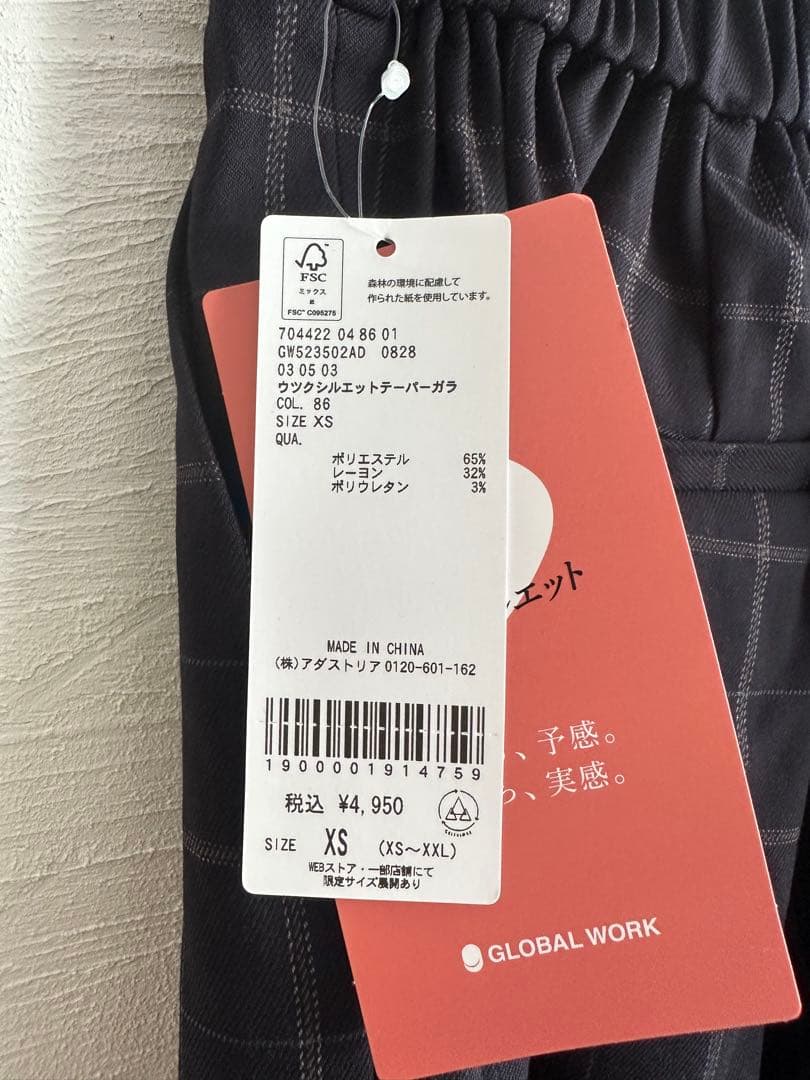 FSC
ミックス
紙
FSC™ C095275
森林の環境に配慮して
作られた紙を使用しています。
704422 04 86 01
GW523502AD 0828
03 05 03
ウツクシルエットテーパーガラ
COL. 86
SIZE XS
QUA.
ポリエステル 65%
レーヨン 32%
ポリウレタン 3%
MADE IN CHINA
(株)アダストリア 0120-601-162
1900001914759
税込 ¥4,950
SIZE XS (XS〜XXL)
WEBストア・一部店舗にて
限定サイズ展開あり
エット
、予感。
、実感。
GLOBAL WORK